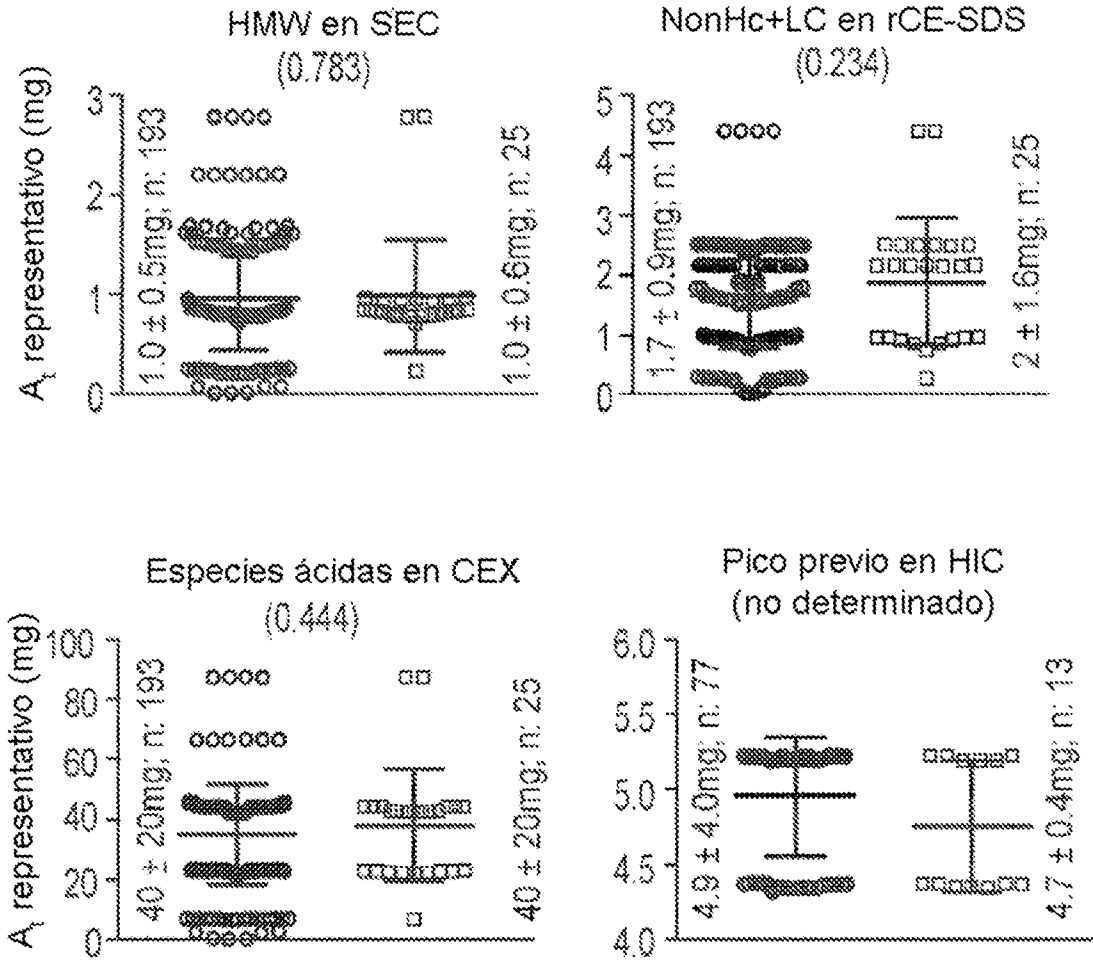 HMW en SEC
(0.783)
A_t representativo (mg)
3
2
1
0
1.0 ± 0.5mg; n: 193
1.0 ± 0.6mg; n: 25
NonHc+LC en rCE-SDS
(0.234)
5
4
3
2
1
0
1.7 ± 0.9mg; n: 193
2 ± 1.6mg; n: 25
Especies ácidas en CEX
(0.444)
A_t representativo (mg)
100
80
60
40
20
0
40 ± 20mg; n: 193
40 ± 20mg; n: 25
Pico previo en HIC
(no determinado)
6.0
5.5
5.0
4.5
4.0
4.9 ± 4.0mg; n: 77
4.7 ± 0.4mg; n: 13